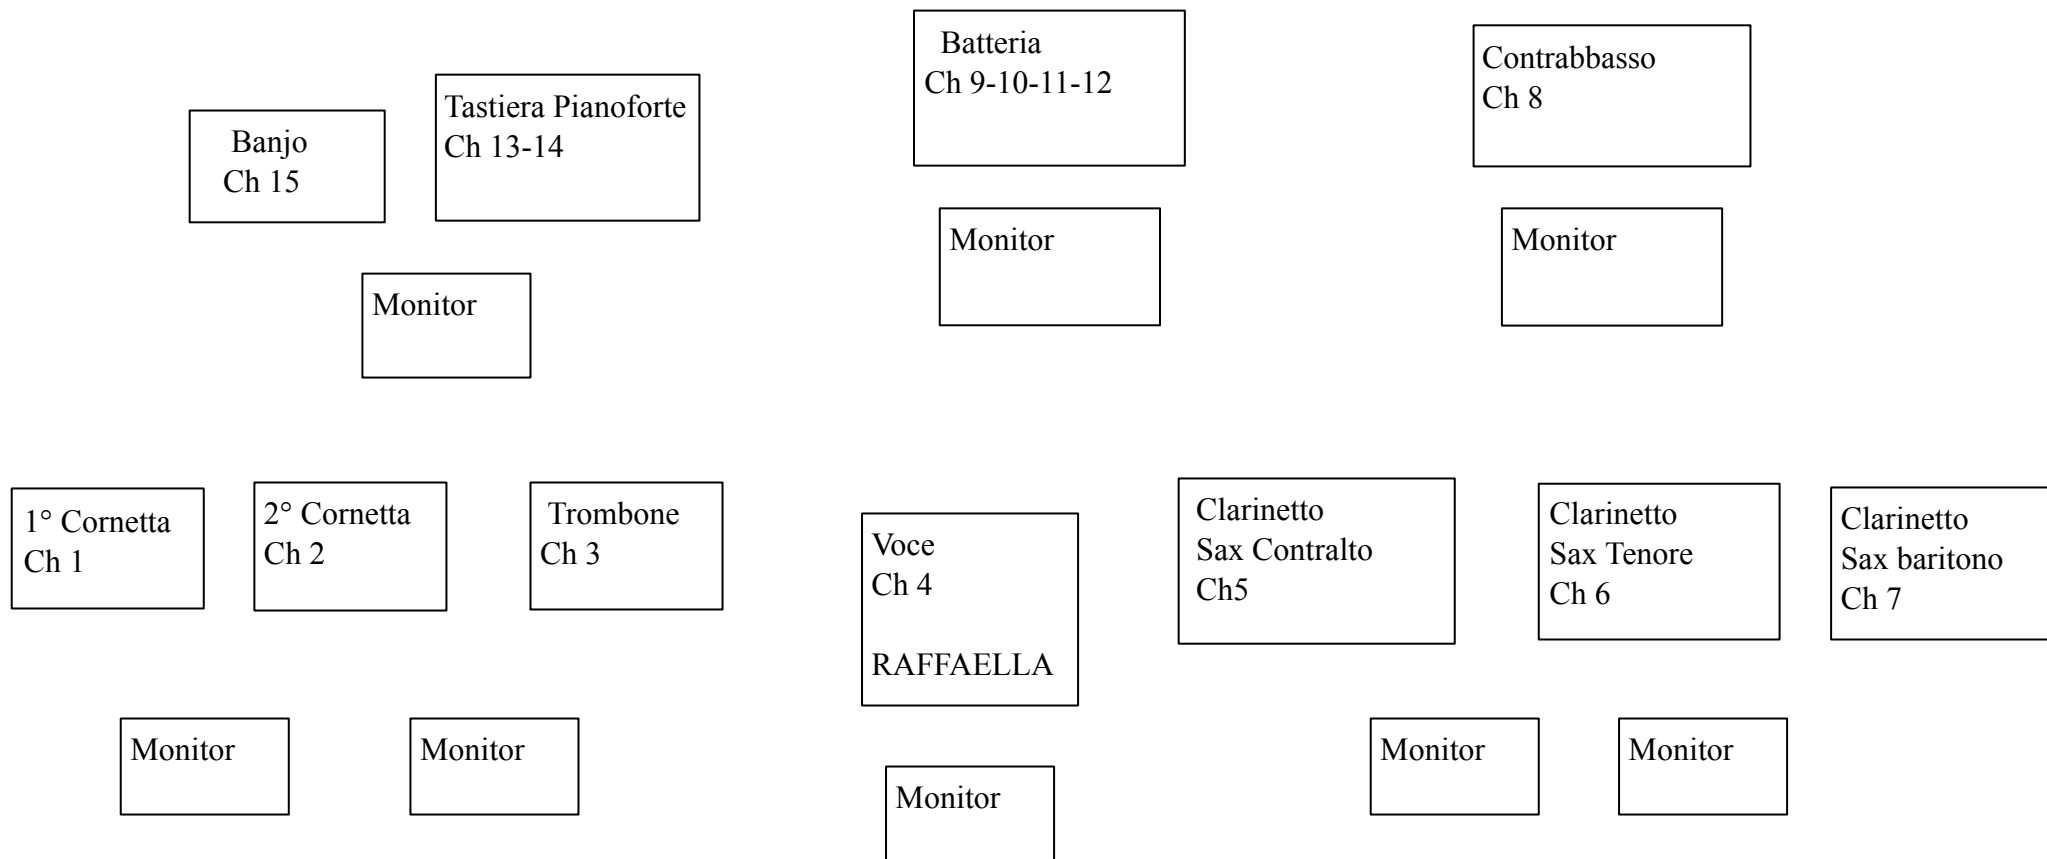 Batteria
Ch 9-10-11-12
Contrabbasso
Ch 8
Tastiera Pianoforte
Ch 13-14
Banjo
Ch 15
Monitor
Monitor
Monitor
1° Cornetta
Ch 1
2° Cornetta
Ch 2
Trombone
Ch 3
Voce
Ch 4
RAFFAELLA
Clarinetto
Sax Contralto
Ch5
Clarinetto
Sax Tenore
Ch 6
Clarinetto
Sax baritono
Ch 7
Monitor
Monitor
Monitor
Monitor
Monitor